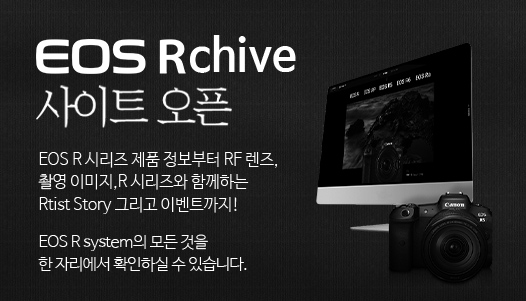 EOS Rchive
사이트 오픈
EOS R 시리즈 제품 정보부터 RF 렌즈,
촬영 이미지,R 시리즈와 함께하는
Rtist Story 그리고 이벤트까지!
EOS R system의 모든 것을
한 자리에서 확인하실 수 있습니다.
Canon
EOS
R5